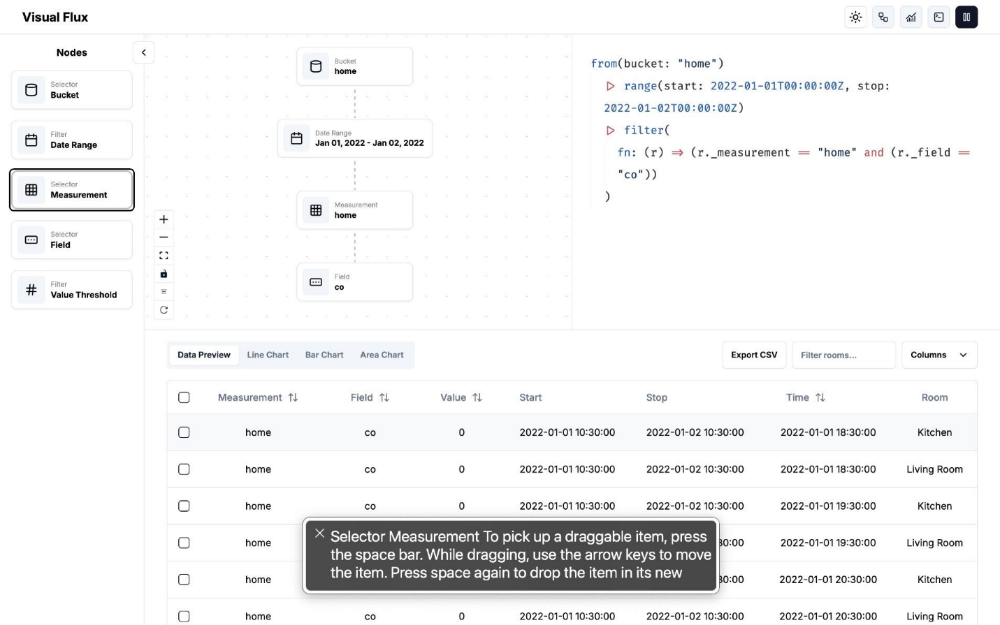 Visual Flux
Nodes
Selector
Bucket
Filter
Date Range
Selector
Measurement
Selector
Field
Filter
Value Threshold
Bucket
home
Date Range
Jan 01, 2022 - Jan 02, 2022
Measurement
home
Field
co
from(bucket: "home")
▷ range(start: 2022-01-01T00:00:00Z, stop:
2022-01-02T00:00:00Z)
▷ filter(
fn: (r) ⇒ (r._measurement == "home" and (r._field ==
"co"))
)
Data Preview Line Chart Bar Chart Area Chart Export CSV Filter rooms... Columns
Measurement Field Value Start Stop Time Room
home co 0 2022-01-01 10:30:00 2022-01-02 10:30:00 2022-01-01 18:30:00 Kitchen
home co 0 2022-01-01 10:30:00 2022-01-02 10:30:00 2022-01-01 18:30:00 Living Room
home co 0 2022-01-01 10:30:00 2022-01-02 10:30:00 2022-01-01 19:30:00 Kitchen
home 30:00 2022-01-01 19:30:00 Living Room
home 30:00 2022-01-01 20:30:00 Kitchen
home co 0 2022-01-01 10:30:00 2022-01-02 10:30:00 2022-01-01 20:30:00 Living Room
Selector Measurement To pick up a draggable item, press
the space bar. While dragging, use the arrow keys to move
the item. Press space again to drop the item in its new